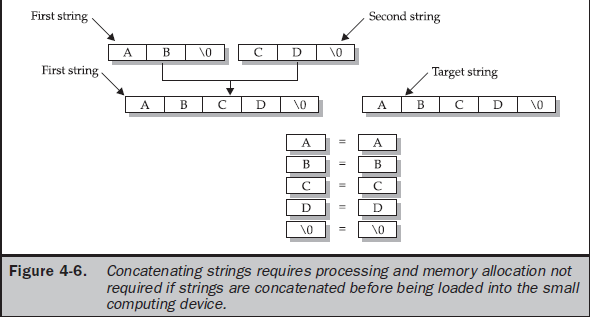 First string
Second string
A B \0 C D \0
First string
Target string
A B C D \0 A B C D \0
A = A
B = B
C = C
D = D
\0 = \0
Figure 4-6. Concatenating strings requires processing and memory allocation not
required if strings are concatenated before being loaded into the small
computing device.